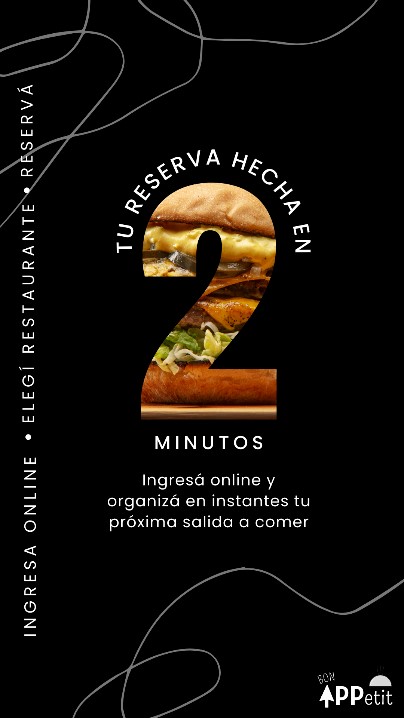 INGRESA ONLINE • ELEGÍ RESTAURANTE • RESERVÁ
TU RESERVA HECHA EN
2
MINUTOS
Ingresá online y
organizá en instantes tu
próxima salida a comer
BON
APPetit